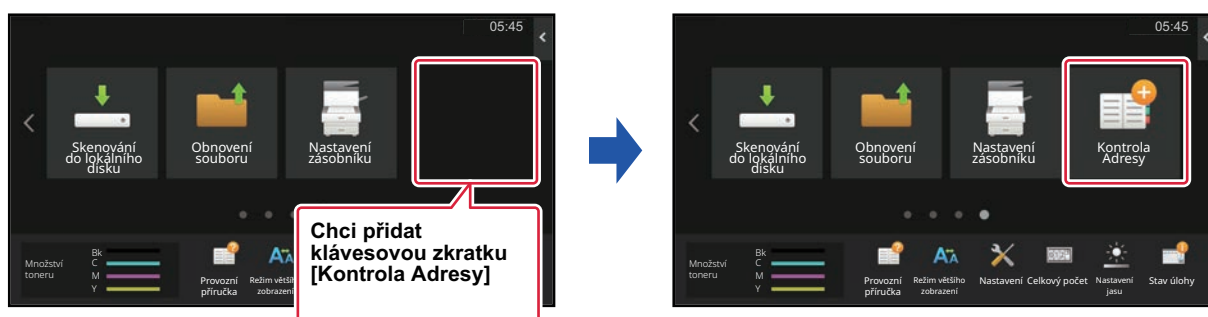 05:45
Skenování
do lokálního
disku
Obnovení
souboru
Nastavení
zásobníku
Chci přidat
klávesovou zkratku
[Kontrola Adresy]
Množství
toneru
Bk
C
M
Y
Provozní
příručka
Režim většího
zobrazení
05:45
Skenování
do lokálního
disku
Obnovení
souboru
Nastavení
zásobníku
Kontrola
Adresy
Množství
toneru
Bk
C
M
Y
Provozní
příručka
Režim většího
zobrazení
Nastavení
Celkový počet
Nastavení
jasu
Stav úlohy